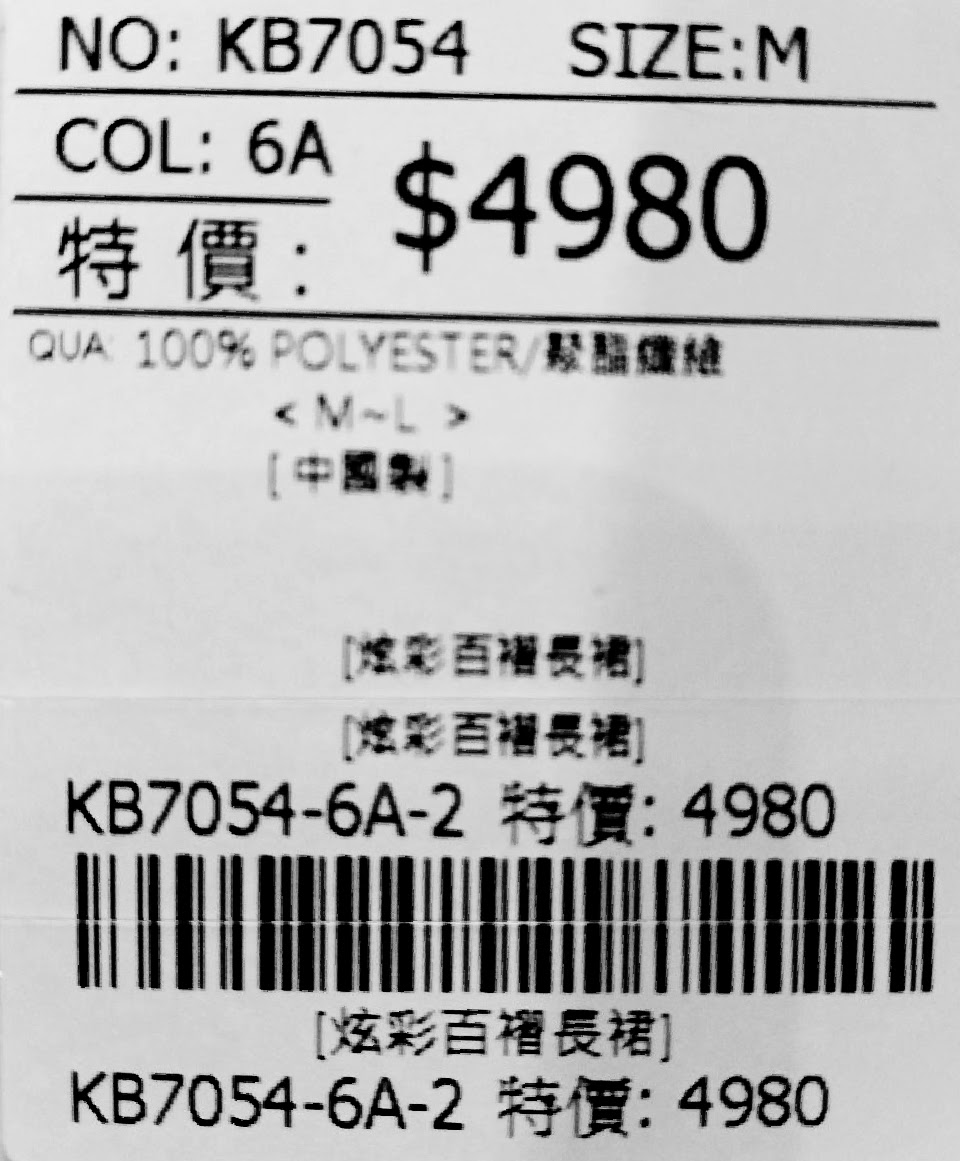 NO: KB7054 SIZE:M
COL: 6A $4980
特價:
QUA: 100% POLYESTER/聚酯纖維
< M~L >
[中國製]
[炫彩百褶長裙]
[炫彩百褶長裙]
KB7054-6A-2 特價: 4980
[炫彩百褶長裙]
KB7054-6A-2 特價: 4980